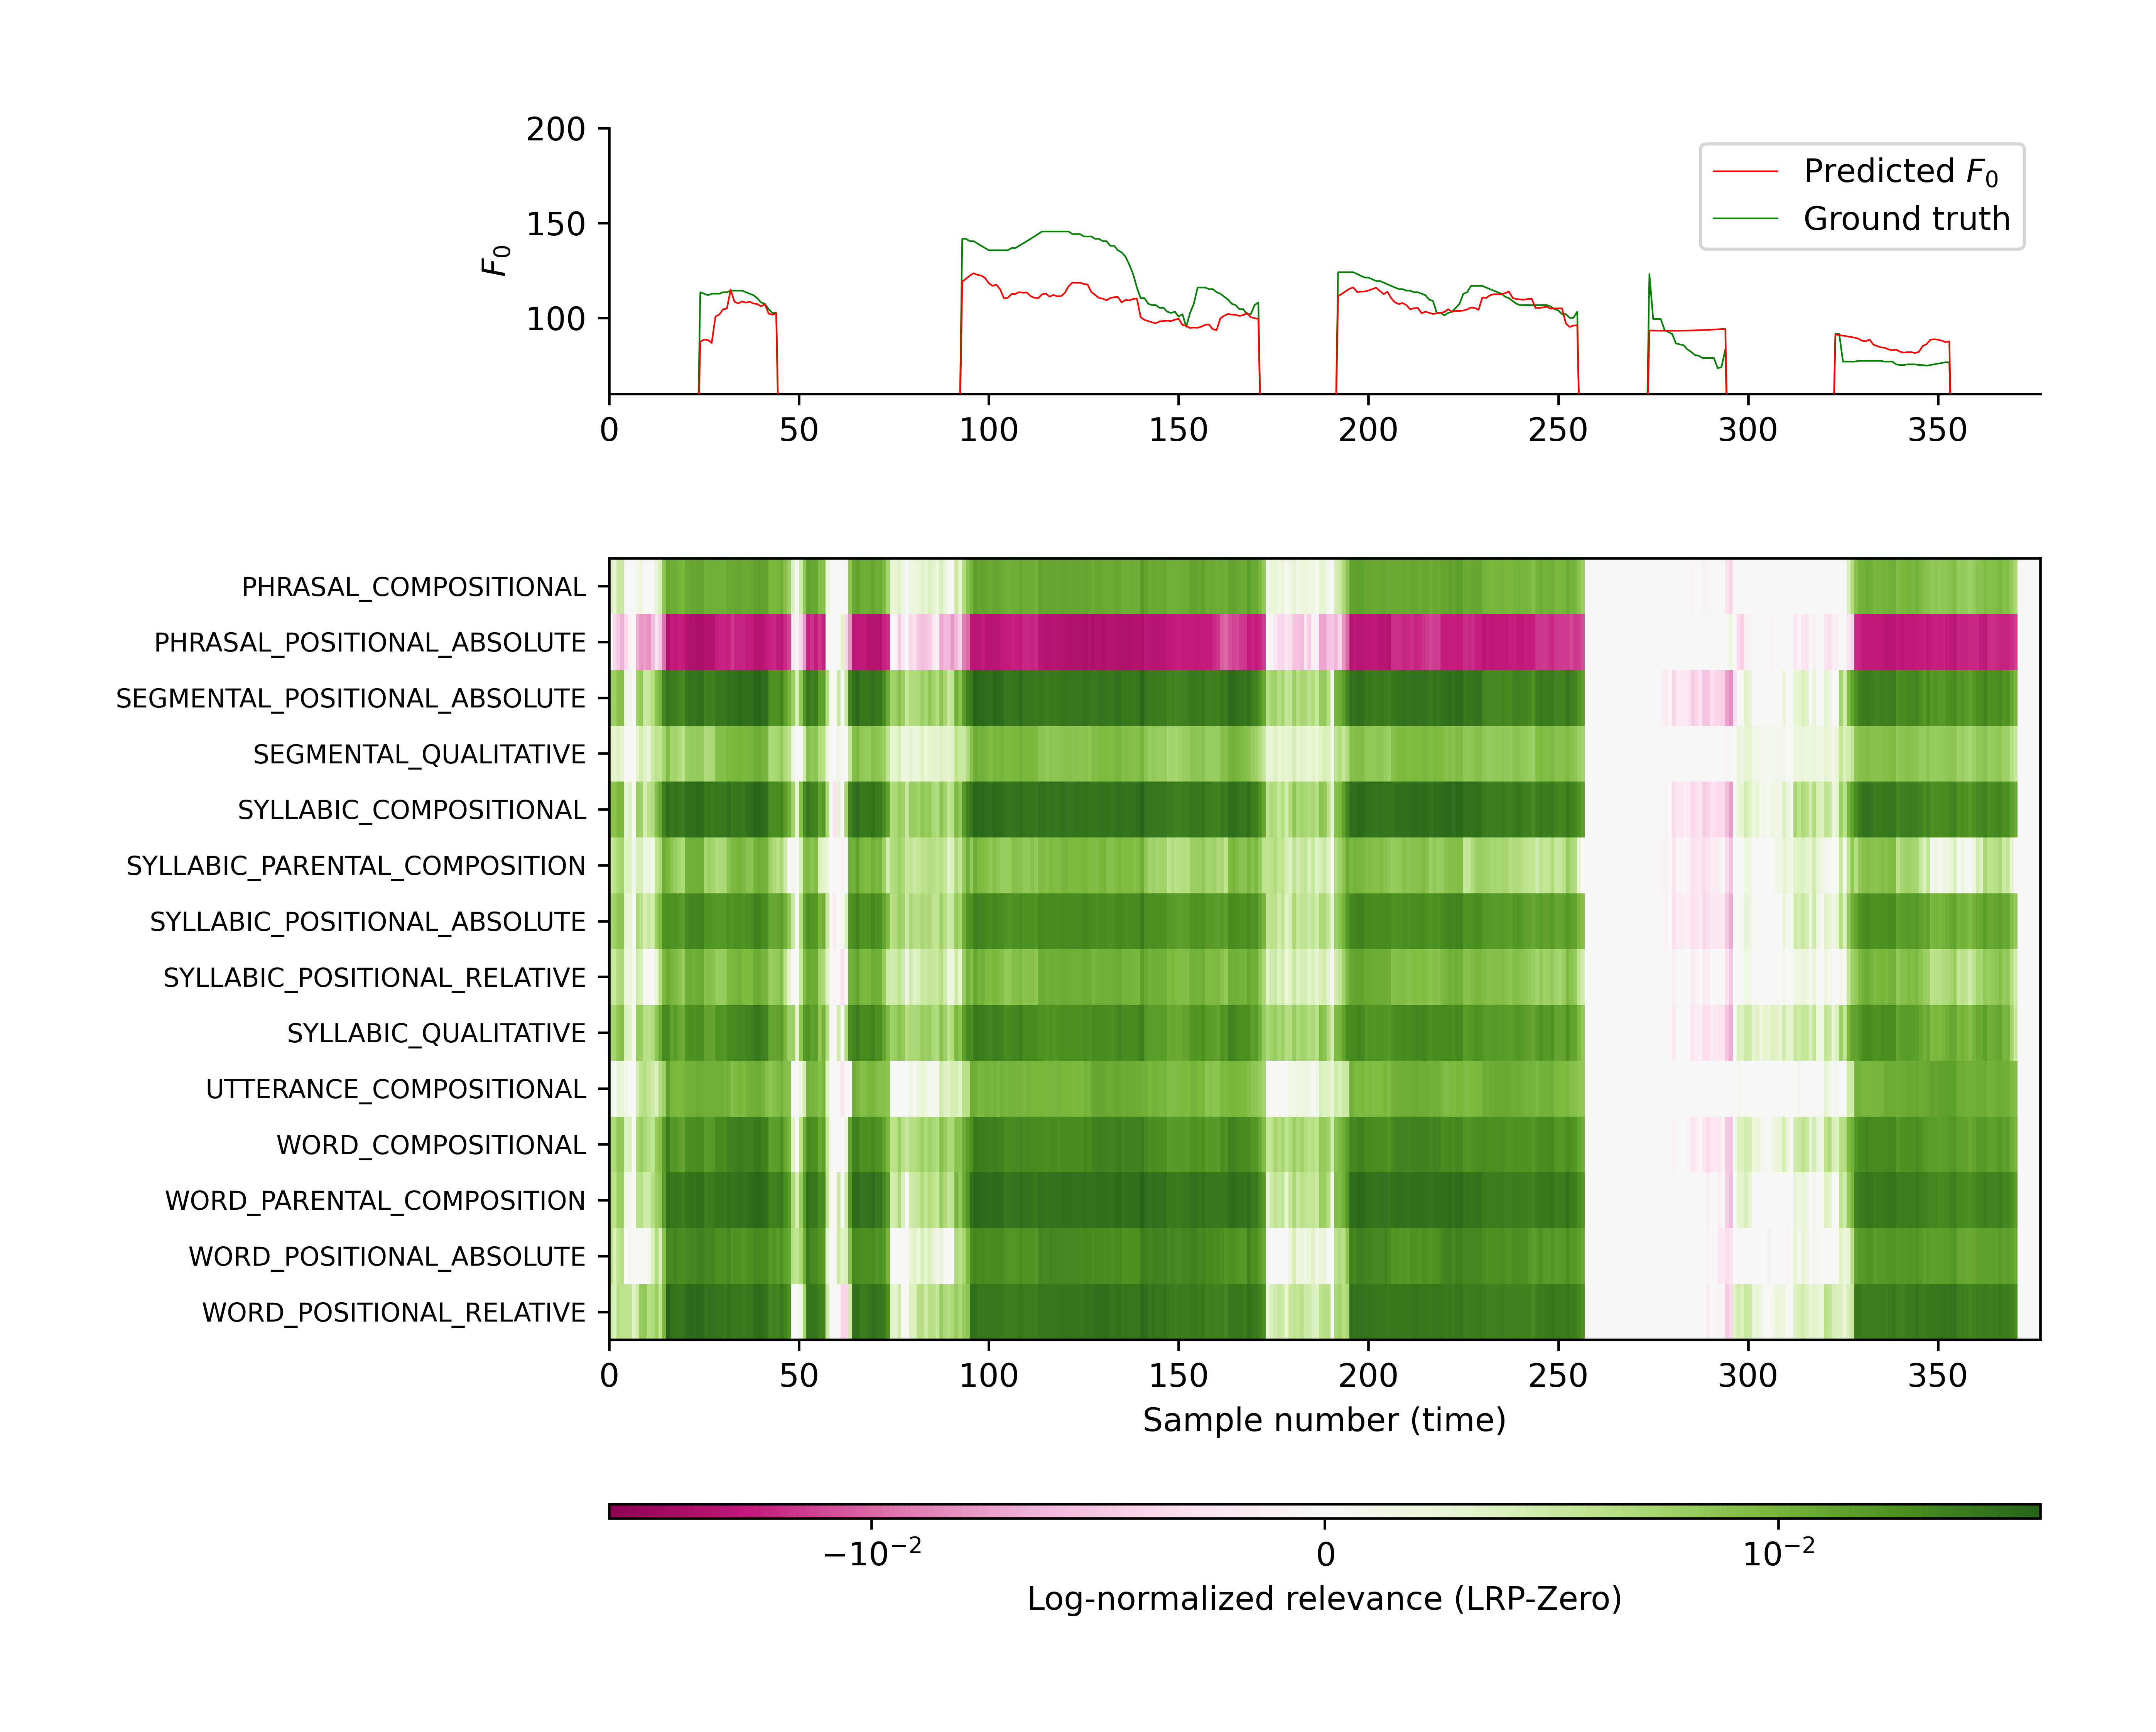 200
150
100
F₀
Predicted F₀
Ground truth
0 50 100 150 200 250 300 350
PHRASAL_COMPOSITIONAL
PHRASAL_POSITIONAL_ABSOLUTE
SEGMENTAL_POSITIONAL_ABSOLUTE
SEGMENTAL_QUALITATIVE
SYLLABIC_COMPOSITIONAL
SYLLABIC_PARENTAL_COMPOSITION
SYLLABIC_POSITIONAL_ABSOLUTE
SYLLABIC_POSITIONAL_RELATIVE
SYLLABIC_QUALITATIVE
UTTERANCE_COMPOSITIONAL
WORD_COMPOSITIONAL
WORD_PARENTAL_COMPOSITION
WORD_POSITIONAL_ABSOLUTE
WORD_POSITIONAL_RELATIVE
0 50 100 150 200 250 300 350
Sample number (time)
−10⁻² 0 10⁻²
Log-normalized relevance (LRP-Zero)